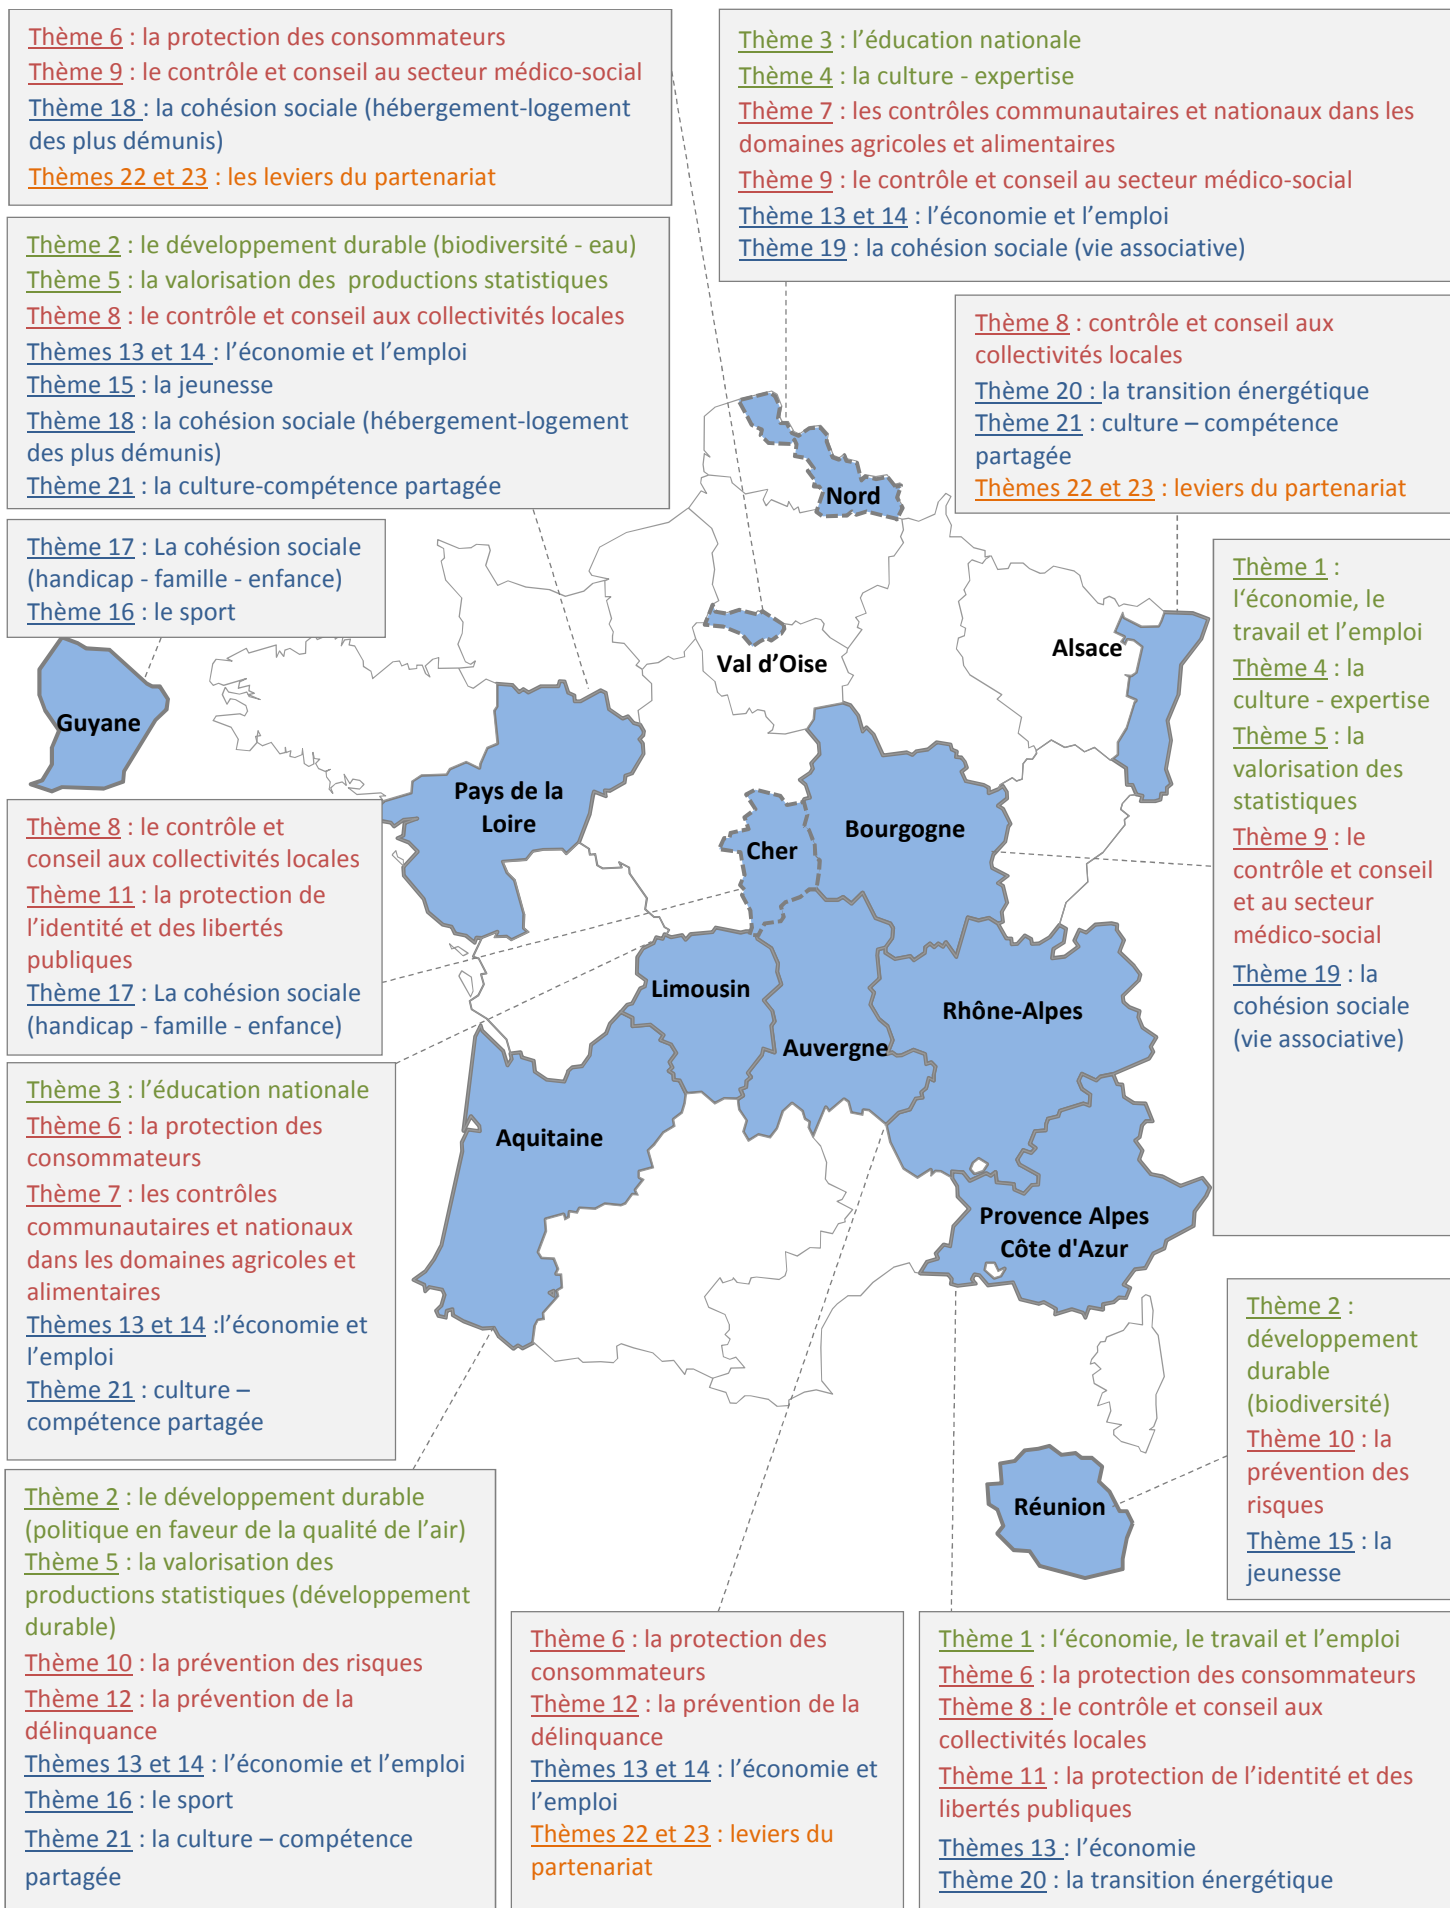 Thème 6 : la protection des consommateurs
Thème 9 : le contrôle et conseil au secteur médico-social
Thème 18 : la cohésion sociale (hébergement-logement
des plus démunis)
Thèmes 22 et 23 : les leviers du partenariat
Thème 3 : l’éducation nationale
Thème 4 : la culture - expertise
Thème 7 : les contrôles communautaires et nationaux dans les
domaines agricoles et alimentaires
Thème 9 : le contrôle et conseil au secteur médico-social
Thème 13 et 14 : l’économie et l’emploi
Thème 19 : la cohésion sociale (vie associative)
Thème 2 : le développement durable (biodiversité - eau)
Thème 5 : la valorisation des productions statistiques
Thème 8 : le contrôle et conseil aux collectivités locales
Thèmes 13 et 14 : l’économie et l’emploi
Thème 15 : la jeunesse
Thème 18 : la cohésion sociale (hébergement-logement
des plus démunis)
Thème 21 : la culture-compétence partagée
Thème 8 : contrôle et conseil aux
collectivités locales
Thème 20 : la transition énergétique
Thème 21 : culture – compétence
partagée
Thèmes 22 et 23 : leviers du partenariat
Thème 17 : La cohésion sociale
(handicap - famille - enfance)
Thème 16 : le sport
Thème 1 :
l‘économie, le
travail et l’emploi
Thème 4 : la
culture - expertise
Thème 5 : la
valorisation des
statistiques
Thème 9 : le
contrôle et conseil
et au secteur
médico-social
Thème 19 : la
cohésion sociale
(vie associative)
Nord
Val d’Oise
Alsace
Guyane
Pays de la
Loire
Cher
Bourgogne
Limousin
Auvergne
Rhône-Alpes
Aquitaine
Provence Alpes
Côte d'Azur
Réunion
Thème 8 : le contrôle et
conseil aux collectivités locales
Thème 11 : la protection de
l’identité et des libertés
publiques
Thème 17 : La cohésion sociale
(handicap - famille - enfance)
Thème 3 : l’éducation nationale
Thème 6 : la protection des
consommateurs
Thème 7 : les contrôles
communautaires et nationaux
dans les domaines agricoles et
alimentaires
Thèmes 13 et 14 :l’économie et
l’emploi
Thème 21 : culture –
compétence partagée
Thème 2 :
développement
durable
(biodiversité)
Thème 10 : la
prévention des
risques
Thème 15 : la
jeunesse
Thème 2 : le développement durable
(politique en faveur de la qualité de l’air)
Thème 5 : la valorisation des
productions statistiques (développement
durable)
Thème 10 : la prévention des risques
Thème 12 : la prévention de la
délinquance
Thèmes 13 et 14 : l’économie et l’emploi
Thème 16 : le sport
Thème 21 : la culture – compétence
partagée
Thème 6 : la protection des
consommateurs
Thème 12 : la prévention de la
délinquance
Thèmes 13 et 14 : l’économie et
l’emploi
Thèmes 22 et 23 : leviers du
partenariat
Thème 1 : l‘économie, le travail et l’emploi
Thème 6 : la protection des consommateurs
Thème 8 : le contrôle et conseil aux
collectivités locales
Thème 11 : la protection de l’identité et des
libertés publiques
Thèmes 13 : l’économie
Thème 20 : la transition énergétique